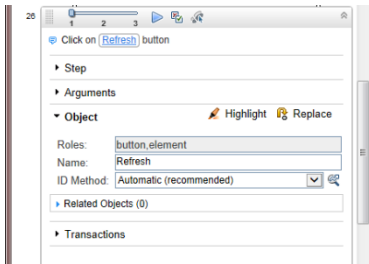 26
1 2 3
Click on Refresh button
Step
Arguments
Object Highlight Replace
Roles: button,element
Name: Refresh
ID Method: Automatic (recommended)
Related Objects (0)
Transactions